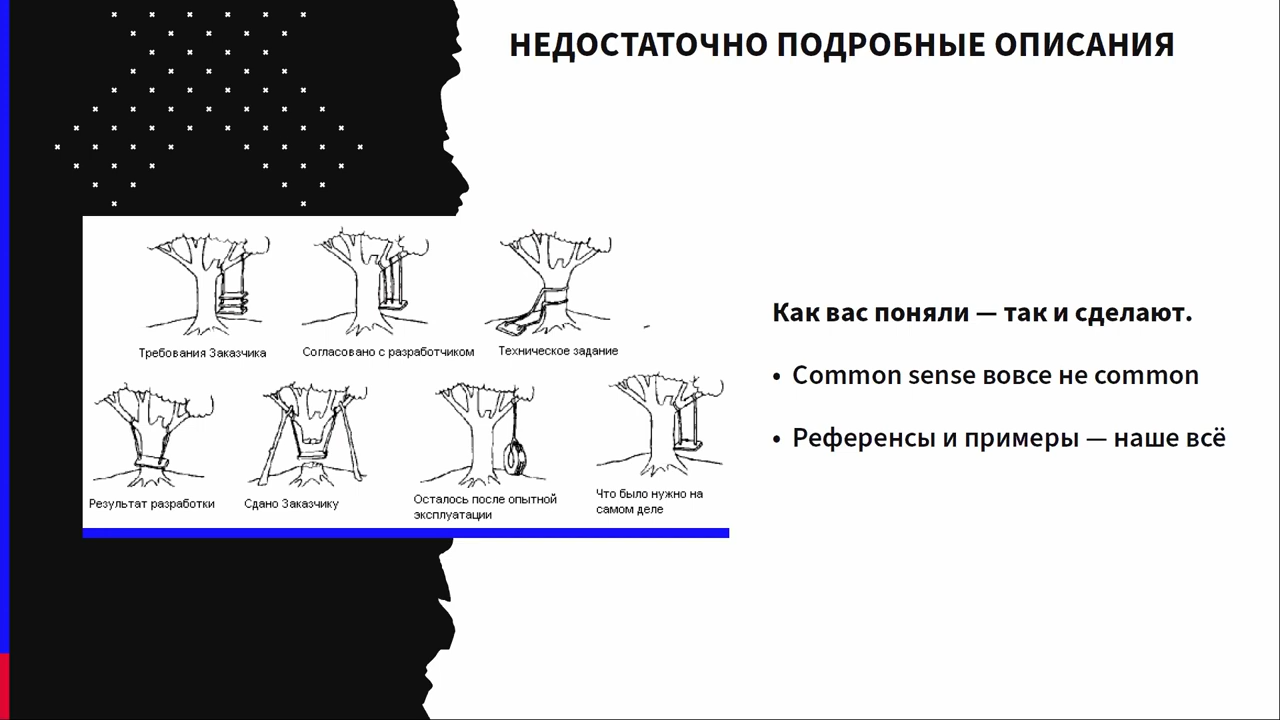 НЕДОСТАТОЧНО ПОДРОБНЫЕ ОПИСАНИЯ
Требования Заказчика
Согласовано с разработчиком
Техническое задание
Результат разработки
Сдано Заказчику
Осталось после опытной
эксплуатации
Что было нужно на
самом деле
Как вас поняли — так и сделают.
• Common sense вовсе не common
• Референсы и примеры — наше всё